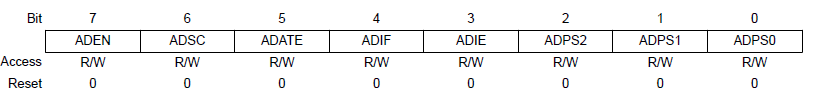 Bit 7 6 5 4 3 2 1 0
ADEN ADSC ADATE ADIF ADIE ADPS2 ADPS1 ADPS0
Access R/W R/W R/W R/W R/W R/W R/W R/W
Reset 0 0 0 0 0 0 0 0